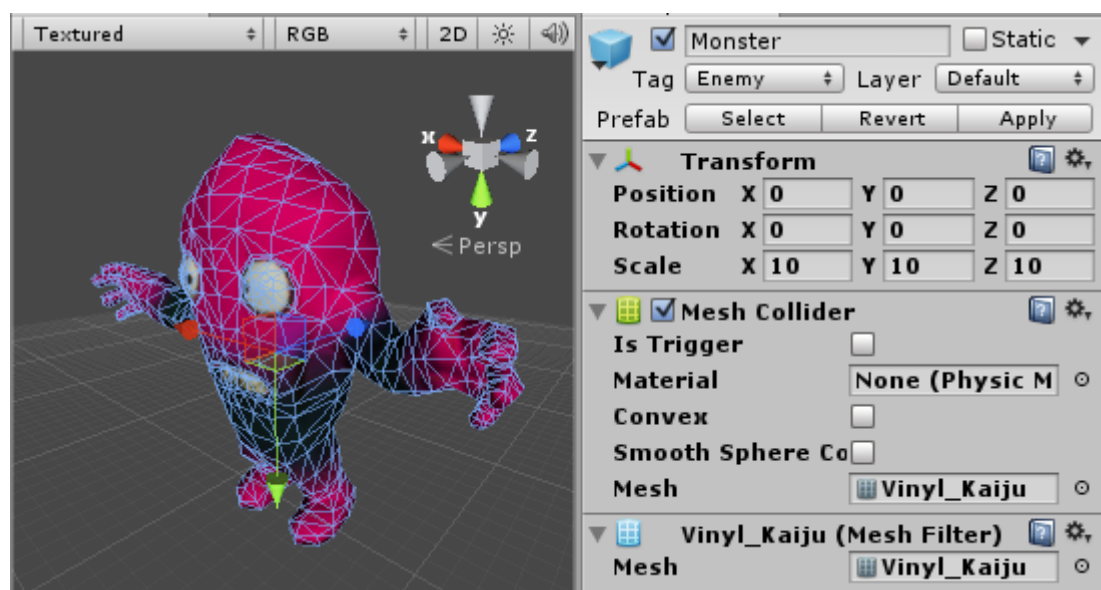 Textured RGB 2D
x z
y
Persp
Monster Static
Tag Enemy Layer Default
Prefab Select Revert Apply
Transform
Position X 0 Y 0 Z 0
Rotation X 0 Y 0 Z 0
Scale X 10 Y 10 Z 10
Mesh Collider
Is Trigger
Material None (Physic M
Convex
Smooth Sphere Co
Mesh Vinyl_Kaiju
Vinyl_Kaiju (Mesh Filter)
Mesh Vinyl_Kaiju